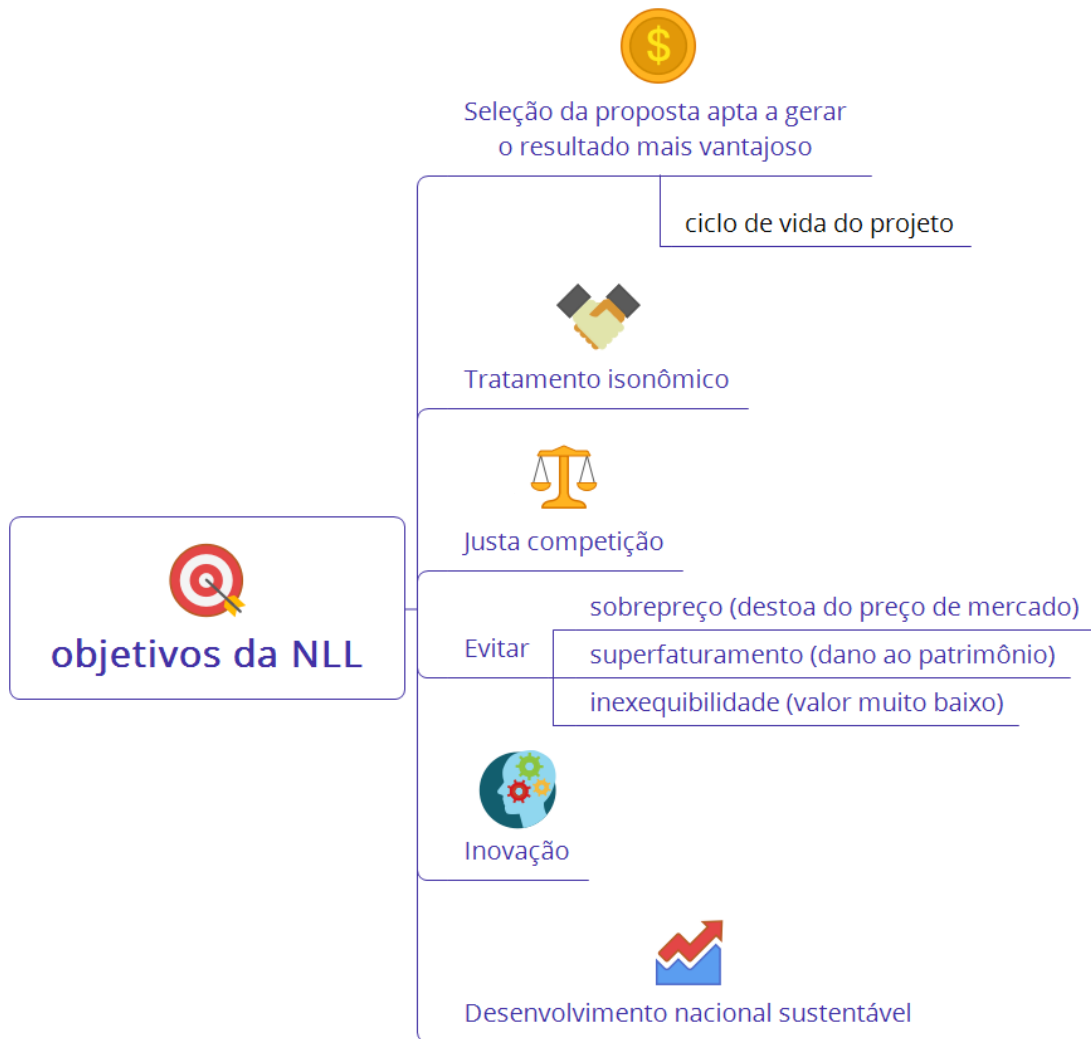 Seleção da proposta apta a gerar
o resultado mais vantajoso
ciclo de vida do projeto
Tratamento isonômico
Justa competição
objetivos da NLL
Evitar
sobrepreço (destoa do preço de mercado)
superfaturamento (dano ao patrimônio)
inexequibilidade (valor muito baixo)
Inovação
Desenvolvimento nacional sustentável